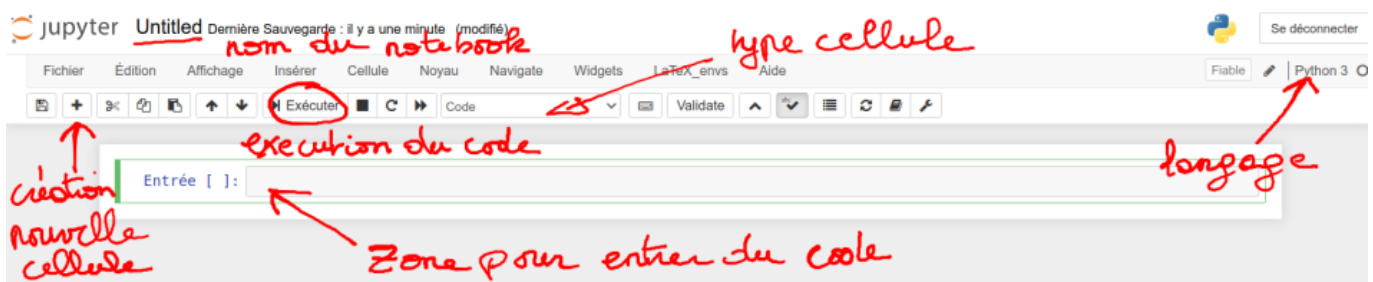 jupyter Untitled Dernière Sauvegarde : il y a une minute (modifié)
Se déconnecter
nom du notebook
type cellule
Fichier Édition Affichage Insérer Cellule Noyau Navigate Widgets LaTeX_envs Aide
Fiable Python 3
Exécuter Code Validate
execution du code
langage
création
nouvelle
cellule
Entrée [ ]:
Zone pour entrer du code